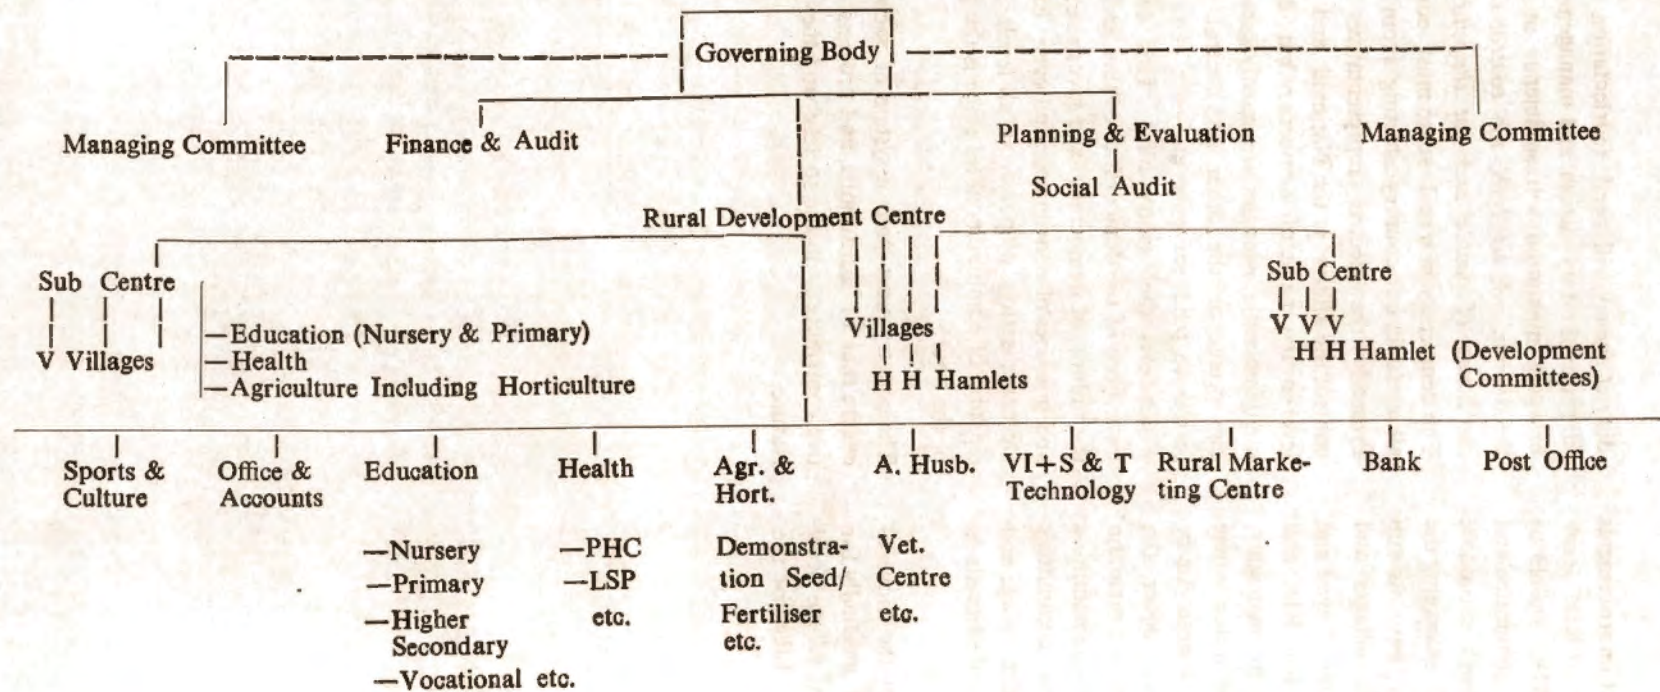 Governing Body
Managing Committee
Finance & Audit
Planning & Evaluation
Managing Committee
Social Audit
Rural Development Centre
Sub Centre
V Villages
—Education (Nursery & Primary)
—Health
—Agriculture Including Horticulture
Villages
H H Hamlets
Sub Centre
V V V
H H Hamlet (Development
Committees)
Sports &
Culture
Office &
Accounts
Education
—Nursery
—Primary
—Higher
Secondary
—Vocational etc.
Health
—PHC
—LSP
etc.
Agr. &
Hort.
Demonstra-
tion Seed/
Fertiliser
etc.
A. Husb.
Vet.
Centre
etc.
VI+S & T
Technology
Rural Marke-
ting Centre
Bank
Post Office